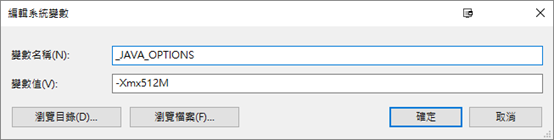 編輯系統變數
變數名稱(N): _JAVA_OPTIONS
變數值(V): -Xmx512M
瀏覽目錄(D)... 瀏覽檔案(F)... 確定 取消